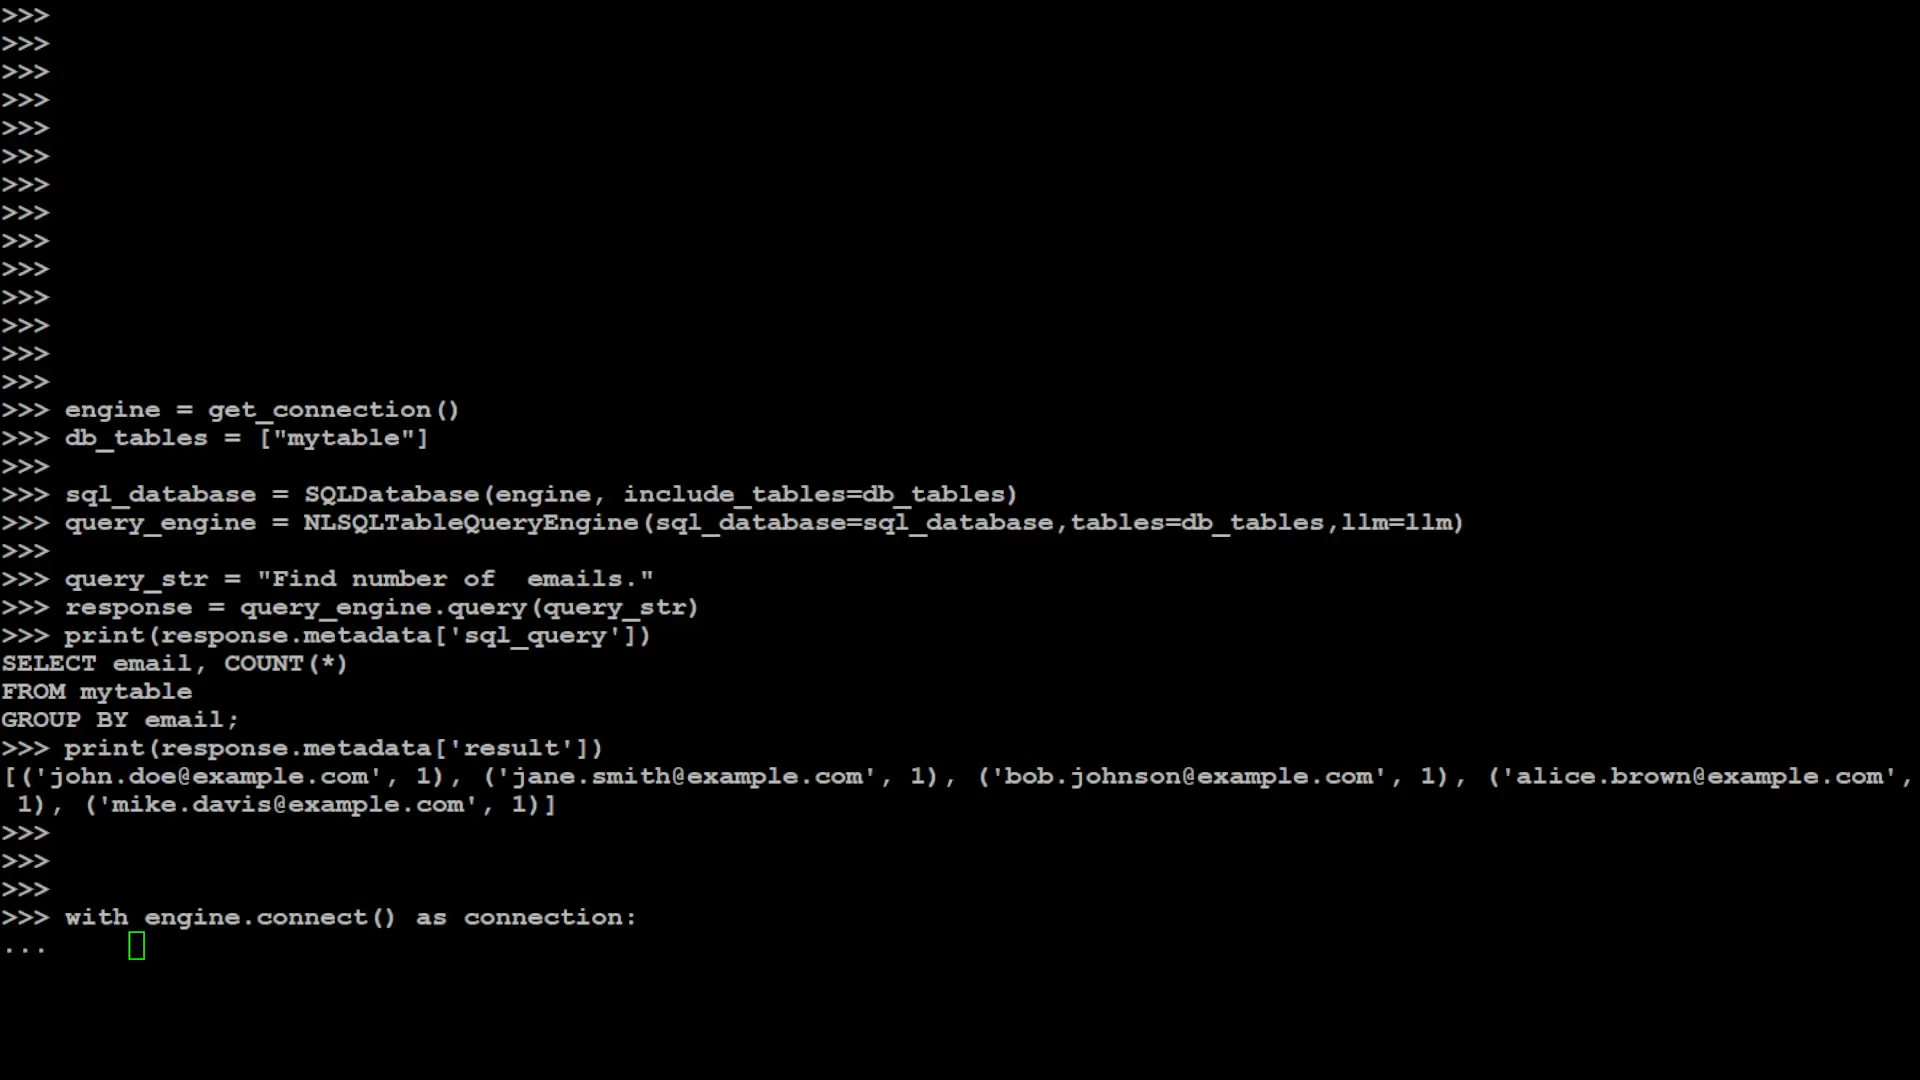 >>>
>>>
>>>
>>>
>>>
>>>
>>>
>>>
>>>
>>>
>>>
>>>
>>>
>>>
>>> engine = get_connection()
>>> db_tables = ["mytable"]
>>>
>>> sql_database = SQLDatabase(engine, include_tables=db_tables)
>>> query_engine = NLSQLTableQueryEngine(sql_database=sql_database,tables=db_tables,llm=llm)
>>>
>>> query_str = "Find number of  emails."
>>> response = query_engine.query(query_str)
>>> print(response.metadata['sql_query'])
SELECT email, COUNT(*)
FROM mytable
GROUP BY email;
>>> print(response.metadata['result'])
[('john.doe@example.com', 1), ('jane.smith@example.com', 1), ('bob.johnson@example.com', 1), ('alice.brown@example.com',
 1), ('mike.davis@example.com', 1)]
>>>
>>>
>>>
>>> with engine.connect() as connection:
...